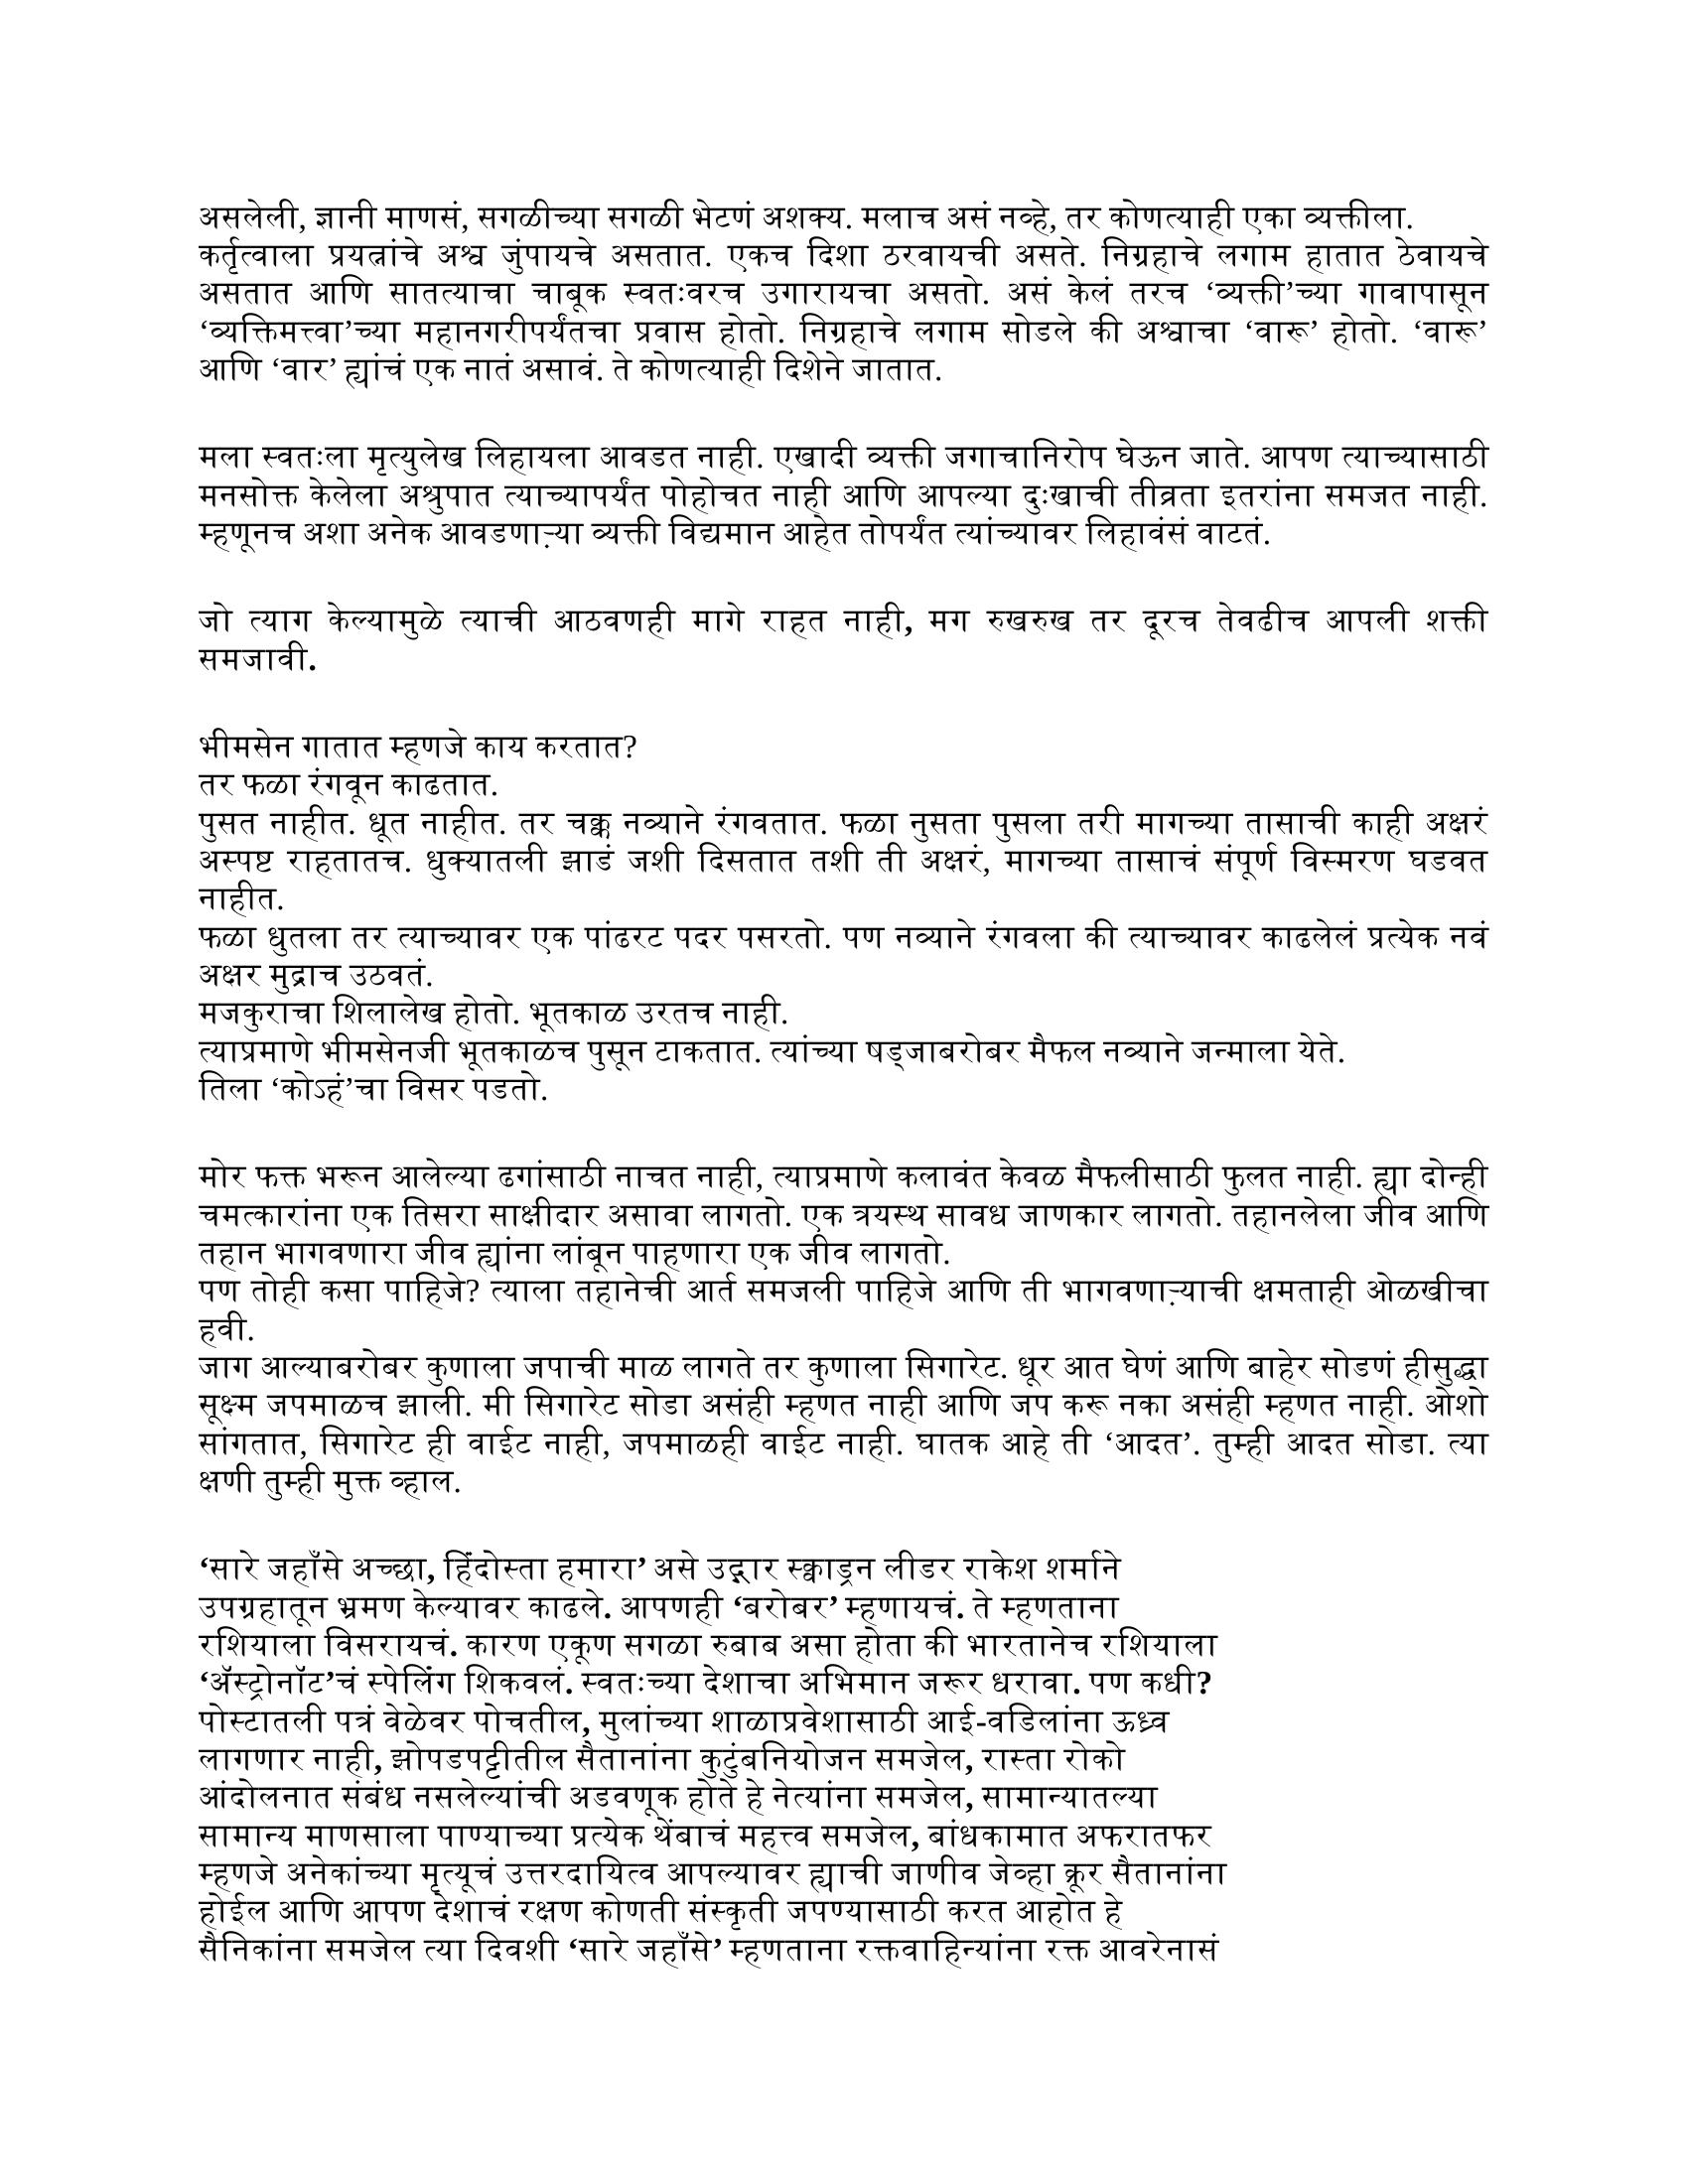 असलेली, ज्ञानी माणसं, सगळीच्या सगळी भेटणं अशक्य. मलाच असं नव्हे, तर कोणत्याही एका व्यक्तीला.
कर्तृत्वाला प्रयत्नांचे अश्व जुंपायचे असतात. एकच दिशा ठरवायची असते. निग्रहाचे लगाम हातात ठेवायचे
असतात आणि सातत्याचा चाबूक स्वतःवरच उगारायचा असतो. असं केलं तरच ‘व्यक्ती’च्या गावापासून
‘व्यक्तिमत्त्वा’च्या महानगरीपर्यंतचा प्रवास होतो. निग्रहाचे लगाम सोडले की अश्वाचा ‘वारू’ होतो. ‘वारू’
आणि ‘वार’ ह्यांचं एक नातं असावं. ते कोणत्याही दिशेने जातात.
मला स्वतःला मृत्युलेख लिहायला आवडत नाही. एखादी व्यक्ती जगाचानिरोप घेऊन जाते. आपण त्याच्यासाठी
मनसोक्त केलेला अश्रुपात त्याच्यापर्यंत पोहोचत नाही आणि आपल्या दुःखाची तीव्रता इतरांना समजत नाही.
म्हणूनच अशा अनेक आवडणाऱ्या व्यक्ती विद्यमान आहेत तोपर्यंत त्यांच्यावर लिहावंसं वाटतं.
जो त्याग केल्यामुळे त्याची आठवणही मागे राहत नाही, मग रुखरुख तर दूरच तेवढीच आपली शक्ती
समजावी.
भीमसेन गातात म्हणजे काय करतात?
तर फळा रंगवून काढतात.
पुसत नाहीत. धूत नाहीत. तर चक्क नव्याने रंगवतात. फळा नुसता पुसला तरी मागच्या तासाची काही अक्षरं
अस्पष्ट राहतातच. धुक्यातली झाडं जशी दिसतात तशी ती अक्षरं, मागच्या तासाचं संपूर्ण विस्मरण घडवत
नाहीत.
फळा धुतला तर त्याच्यावर एक पांढरट पदर पसरतो. पण नव्याने रंगवला की त्याच्यावर काढलेलं प्रत्येक नवं
अक्षर मुद्राच उठवतं.
मजकुराचा शिलालेख होतो. भूतकाळ उरतच नाही.
त्याप्रमाणे भीमसेनजी भूतकाळच पुसून टाकतात. त्यांच्या षड्जाबरोबर मैफल नव्याने जन्माला येते.
तिला ‘कोऽहं’चा विसर पडतो.
मोर फक्त भरून आलेल्या ढगांसाठी नाचत नाही, त्याप्रमाणे कलावंत केवळ मैफलीसाठी फुलत नाही. ह्या दोन्ही
चमत्कारांना एक तिसरा साक्षीदार असावा लागतो. एक त्रयस्थ सावध जाणकार लागतो. तहानलेला जीव आणि
तहान भागवणारा जीव ह्यांना लांबून पाहणारा एक जीव लागतो.
पण तोही कसा पाहिजे? त्याला तहानेची आर्त समजली पाहिजे आणि ती भागवणाऱ्याची क्षमताही ओळखीचा
हवी.
जाग आल्याबरोबर कुणाला जपाची माळ लागते तर कुणाला सिगारेट. धूर आत घेणं आणि बाहेर सोडणं हीसुद्धा
सूक्ष्म जपमाळच झाली. मी सिगारेट सोडा असंही म्हणत नाही आणि जप करू नका असंही म्हणत नाही. ओशो
सांगतात, सिगारेट ही वाईट नाही, जपमाळही वाईट नाही. घातक आहे ती ‘आदत’. तुम्ही आदत सोडा. त्या
क्षणी तुम्ही मुक्त व्हाल.
‘सारे जहाँसे अच्छा, हिंदोस्ता हमारा’ असे उद्गार स्क्वाड्रन लीडर राकेश शर्माने
उपग्रहातून भ्रमण केल्यावर काढले. आपणही ‘बरोबर’ म्हणायचं. ते म्हणताना
रशियाला विसरायचं. कारण एकूण सगळा रुबाब असा होता की भारतानेच रशियाला
‘ॲस्ट्रोनॉट’चं स्पेलिंग शिकवलं. स्वतःच्या देशाचा अभिमान जरूर धरावा. पण कधी?
पोस्टातली पत्रं वेळेवर पोचतील, मुलांच्या शाळाप्रवेशासाठी आई-वडिलांना ऊध्र्व
लागणार नाही, झोपडपट्टीतील सैतानांना कुटुंबनियोजन समजेल, रास्ता रोको
आंदोलनात संबंध नसलेल्यांची अडवणूक होते हे नेत्यांना समजेल, सामान्यातल्या
सामान्य माणसाला पाण्याच्या प्रत्येक थेंबाचं महत्त्व समजेल, बांधकामात अफरातफर
म्हणजे अनेकांच्या मृत्यूचं उत्तरदायित्व आपल्यावर ह्याची जाणीव जेव्हा क्रूर सैतानांना
होईल आणि आपण देशाचं रक्षण कोणती संस्कृती जपण्यासाठी करत आहोत हे
सैनिकांना समजेल त्या दिवशी ‘सारे जहाँसे’ म्हणताना रक्तवाहिन्यांना रक्त आवरेनासं